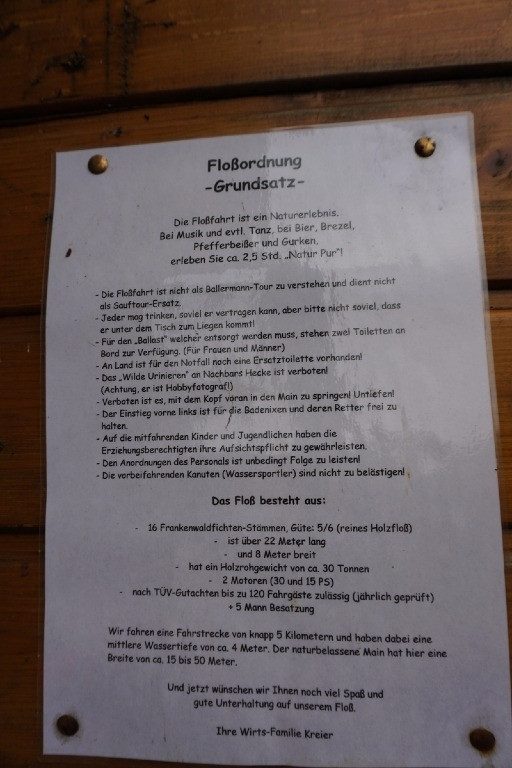 Floßordnung
-Grundsatz-
Die Floßfahrt ist ein Naturerlebnis.
Bei Musik und evtl. Tanz, bei Bier, Brezel,
Pfefferbeißer und Gurken,
erleben Sie ca. 2,5 Std. „Natur Pur"!
- Die Floßfahrt ist nicht als Ballermann-Tour zu verstehen und dient nicht
als Sauftour-Ersatz.
- Jeder mag trinken, soviel er vertragen kann, aber bitte nicht soviel, dass
er unter dem Tisch zum Liegen kommt!
- Für den „Ballast" welcher entsorgt werden muss, stehen zwei Toiletten an
Bord zur Verfügung. (Für Frauen und Männer)
- An Land ist für den Notfall noch eine Ersatztoilette vorhanden!
- Das „Wilde Urinieren" an Nachbars Hecke ist verboten!
(Achtung, er ist Hobbyfotograf!)
- Verboten ist es, mit dem Kopf voran in den Main zu springen! Untiefen!
- Der Einstieg vorne links ist für die Badenixen und deren Retter frei zu
halten.
- Auf die mitfahrenden Kinder und Jugendlichen haben die
Erziehungsberechtigten ihre Aufsichtspflicht zu gewährleisten.
- Den Anordnungen des Personals ist unbedingt Folge zu leisten!
- Die vorbeifahrenden Kanuten (Wassersportler) sind nicht zu belästigen!
Das Floß besteht aus:
- 16 Frankenwaldfichten-Stämmen, Güte: 5/6 (reines Holzfloß)
- ist über 22 Meter lang
- und 8 Meter breit
- hat ein Holzrohgewicht von ca. 30 Tonnen
- 2 Motoren (30 und 15 PS)
- nach TÜV-Gutachten bis zu 120 Fahrgäste zulässig (jährlich geprüft)
+ 5 Mann Besatzung
Wir fahren eine Fahrstrecke von knapp 5 Kilometern und haben dabei eine
mittlere Wassertiefe von ca. 4 Meter. Der naturbelassene Main hat hier eine
Breite von ca. 15 bis 50 Meter.
Und jetzt wünschen wir Ihnen noch viel Spaß und
gute Unterhaltung auf unserem Floß.
Ihre Wirts-Familie Kreier